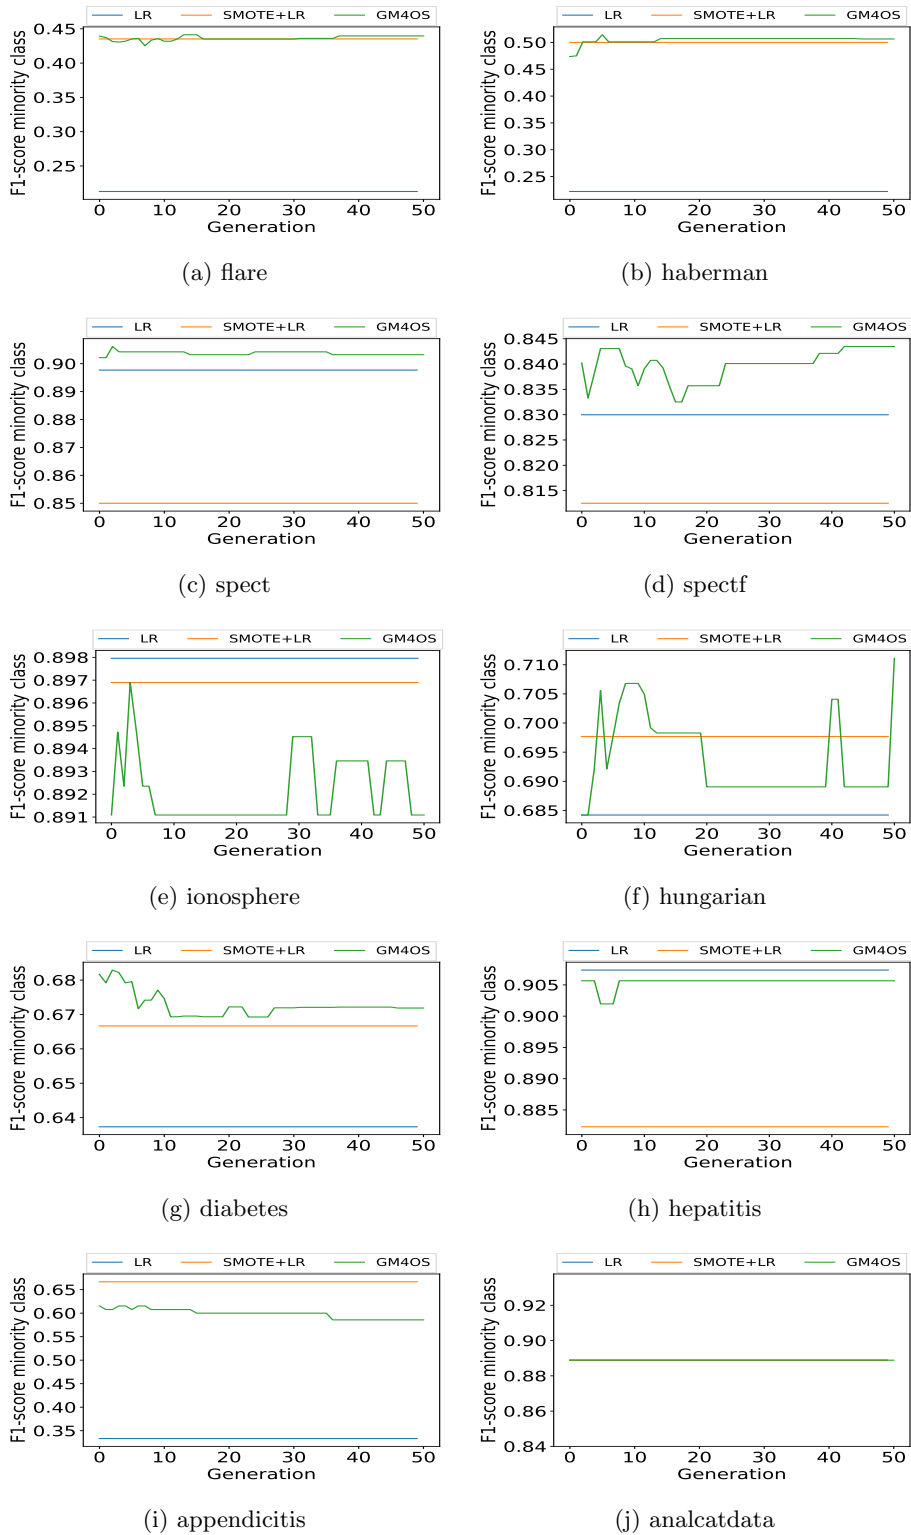 LR SMOTE+LR GM4OS
F1-score minority class
0.45
0.40
0.35
0.30
0.25
0 10 20 30 40 50
Generation
(a) flare
LR SMOTE+LR GM4OS
F1-score minority class
0.50
0.45
0.40
0.35
0.30
0.25
0 10 20 30 40 50
Generation
(b) haberman
LR SMOTE+LR GM4OS
F1-score minority class
0.90
0.89
0.88
0.87
0.86
0.85
0 10 20 30 40 50
Generation
(c) spect
LR SMOTE+LR GM4OS
F1-score minority class
0.845
0.840
0.835
0.830
0.825
0.820
0.815
0 10 20 30 40 50
Generation
(d) spectf
LR SMOTE+LR GM4OS
F1-score minority class
0.898
0.897
0.896
0.895
0.894
0.893
0.892
0.891
0 10 20 30 40 50
Generation
(e) ionosphere
LR SMOTE+LR GM4OS
F1-score minority class
0.710
0.705
0.700
0.695
0.690
0.685
0 10 20 30 40 50
Generation
(f) hungarian
LR SMOTE+LR GM4OS
F1-score minority class
0.68
0.67
0.66
0.65
0.64
0 10 20 30 40 50
Generation
(g) diabetes
LR SMOTE+LR GM4OS
F1-score minority class
0.905
0.900
0.895
0.890
0.885
0 10 20 30 40 50
Generation
(h) hepatitis
LR SMOTE+LR GM4OS
F1-score minority class
0.65
0.60
0.55
0.50
0.45
0.40
0.35
0 10 20 30 40 50
Generation
(i) appendicitis
LR SMOTE+LR GM4OS
F1-score minority class
0.92
0.90
0.88
0.86
0.84
0 10 20 30 40 50
Generation
(j) analcatdata